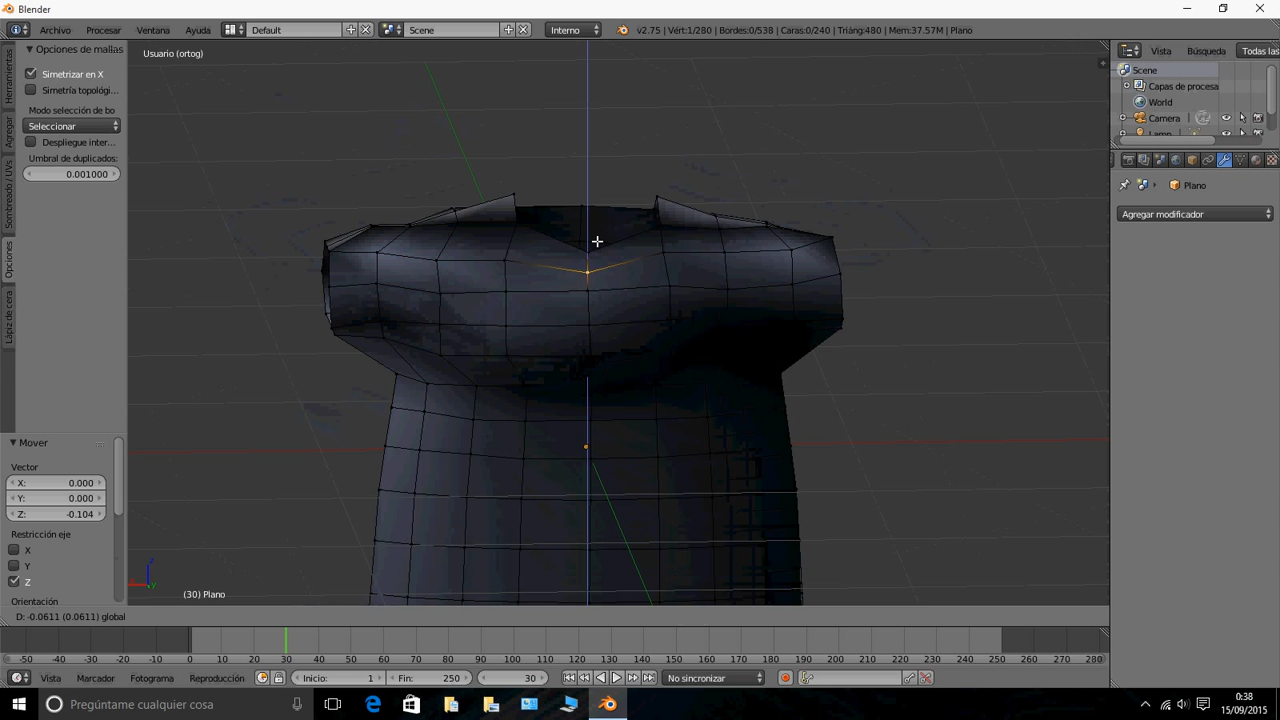 Blender
Archivo Procesar Ventana Ayuda Default Scene Interno v2.75 | Vért:1/280 | Bordes:0/538 | Caras:0/240 | Triáng:480 | Mem:37.57M | Plano
Vista Búsqueda Todas las
Opciones de mallas
Simetrizar en X
Simetría topológi...
Modo selección de bo
Seleccionar
Despliegue inter...
Umbral de duplicados:
0.001000
Herramientas
Agregar
Sombreado / UVs
Opciones
Lápiz de cera
Usuario (ortog)
Scene
Capas de procesa
World
Camera
Lamp
Plano
Agregar modificador
Mover
Vector
X: 0.000
Y: 0.000
Z: -0.104
Restricción eje
X
Y
Z
Orientación
(30) Plano
D: -0.0611 (0.0611) global
-50 -40 -30 -20 -10 0 10 20 30 40 50 60 70 80 90 100 110 120 130 140 150 160 170 180 190 200 210 220 230 240 250 260 270 280
Vista Marcador Fotograma Reproducción Inicio: 1 Fin: 250 30 No sincronizar
Pregúntame cualquier cosa
0:38
15/09/2015